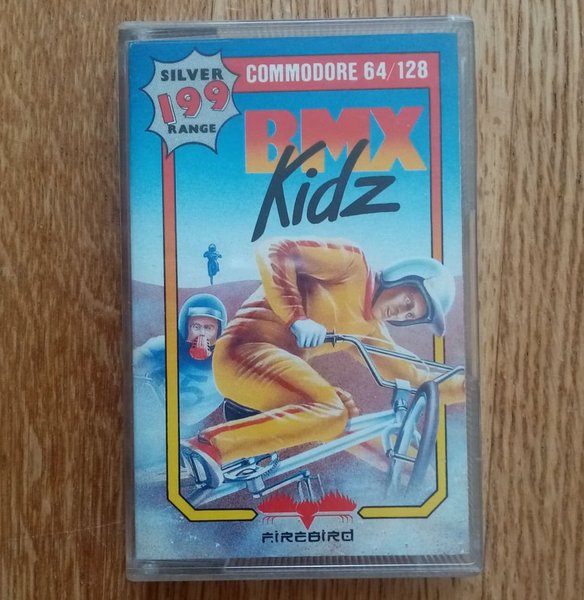 SILVER
199
RANGE
COMMODORE 64/128
BMX
Kidz
FIREBIRD